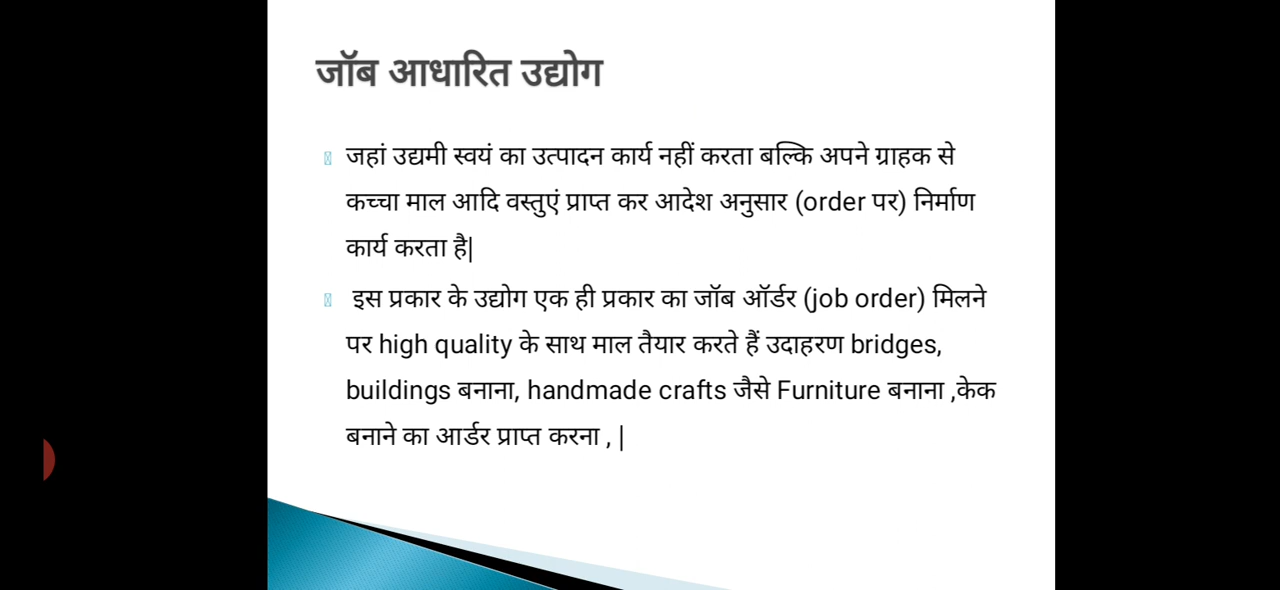 जॉब आधारित उद्योग
जहां उद्यमी स्वयं का उत्पादन कार्य नहीं करता बल्कि अपने ग्राहक से
कच्चा माल आदि वस्तुएं प्राप्त कर आदेश अनुसार (order पर) निर्माण
कार्य करता है|
इस प्रकार के उद्योग एक ही प्रकार का जॉब ऑर्डर (job order) मिलने
पर high quality के साथ माल तैयार करते हैं उदाहरण bridges,
buildings बनाना, handmade crafts जैसे Furniture बनाना ,केक
बनाने का आर्डर प्राप्त करना , |